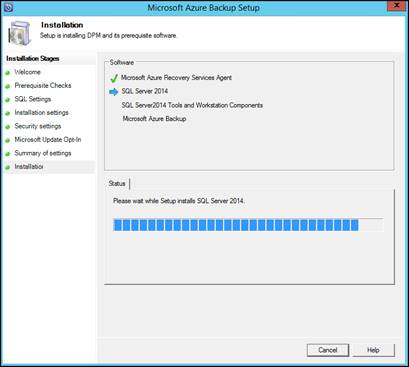 Microsoft Azure Backup Setup
Installation
Setup is installing DPM and its prerequisite software.
Installation Stages
Welcome
Prerequisite Checks
SQL Settings
Installation settings
Security settings
Microsoft Update Opt-In
Summary of settings
Installation
Software
Microsoft Azure Recovery Services Agent
SQL Server 2014
SQL Server2014 Tools and Workstation Components
Microsoft Azure Backup
Status
Please wait while Setup installs SQL Server 2014.
Cancel
Help